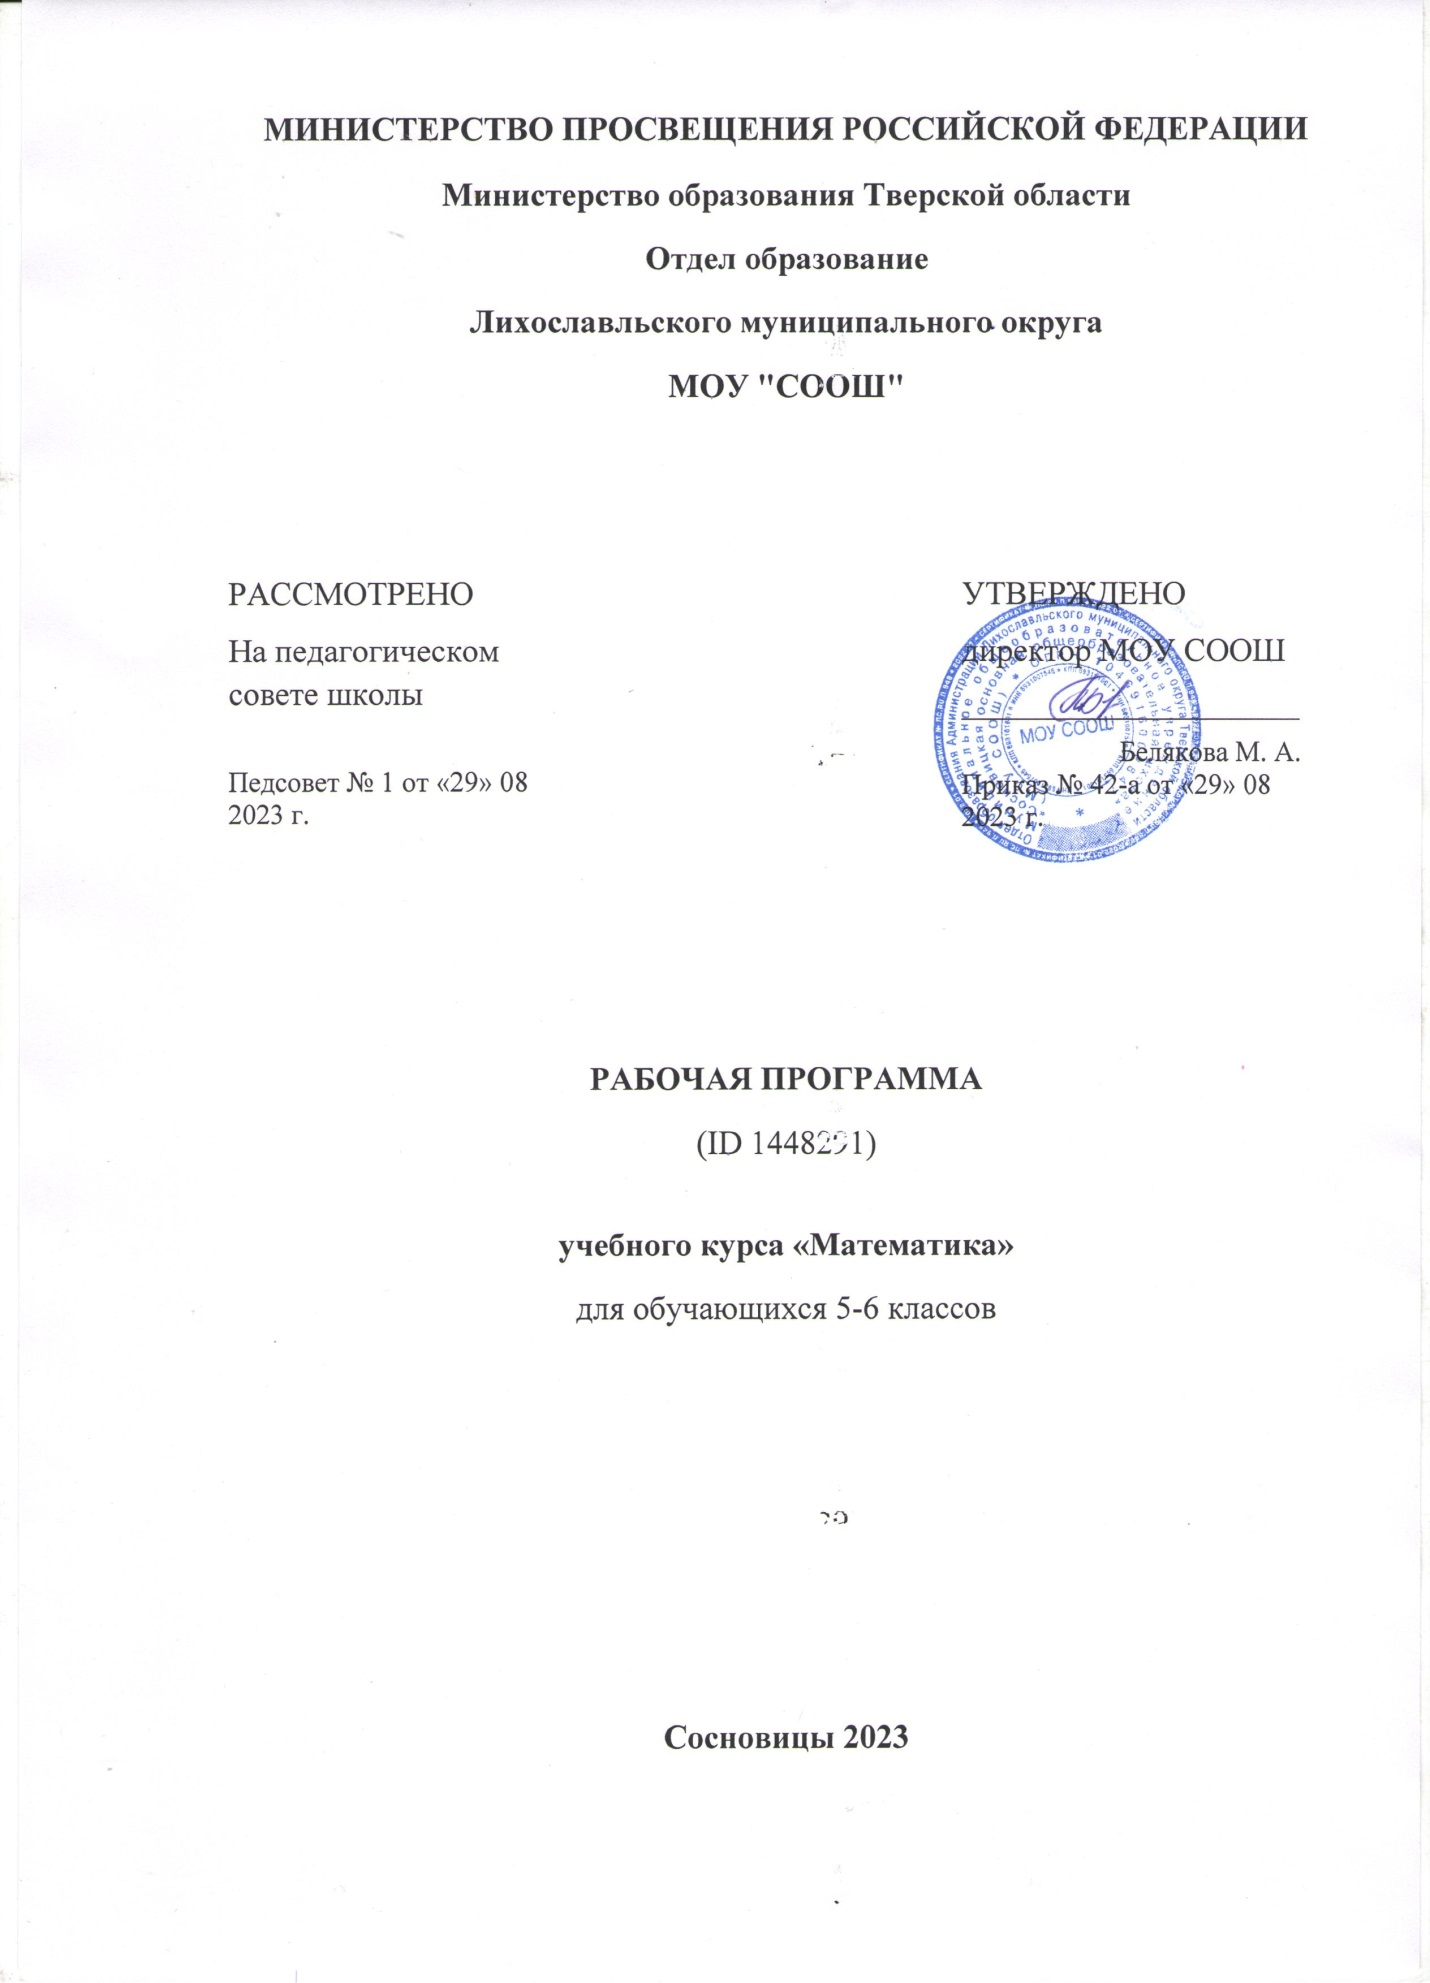 МИНИСТЕРСТВО ПРОСВЕЩЕНИЯ РОССИЙСКОЙ ФЕДЕРАЦИИ
Министерство образования Тверской области
Отдел образование
Лихославльского муниципального округа
МОУ "СООШ"
РАССМОТРЕНО
На педагогическом
совете школы
Педсовет № 1 от «29» 08
2023 г.
УТВЕРЖДЕНО
директор МОУ СООШ
МОУ СООШ
Белякова М. А.
Приказ № 42-а от «29» 08
2023 г.
РАБОЧАЯ ПРОГРАММА
(ID 1448291)
учебного курса «Математика»
для обучающихся 5-6 классов
Сосновицы 2023